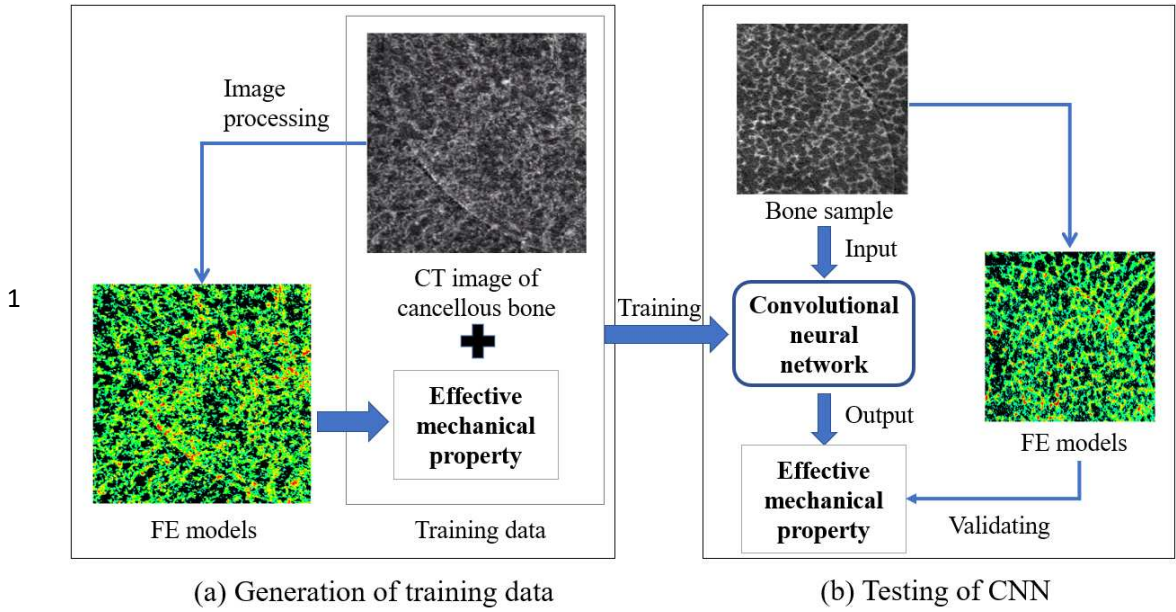 1
Image
processing
CT image of
cancellous bone
Effective
mechanical
property
FE models
Training data
Training
Bone sample
Input
Convolutional
neural
network
Output
Effective
mechanical
property
FE models
Validating
(a) Generation of training data
(b) Testing of CNN